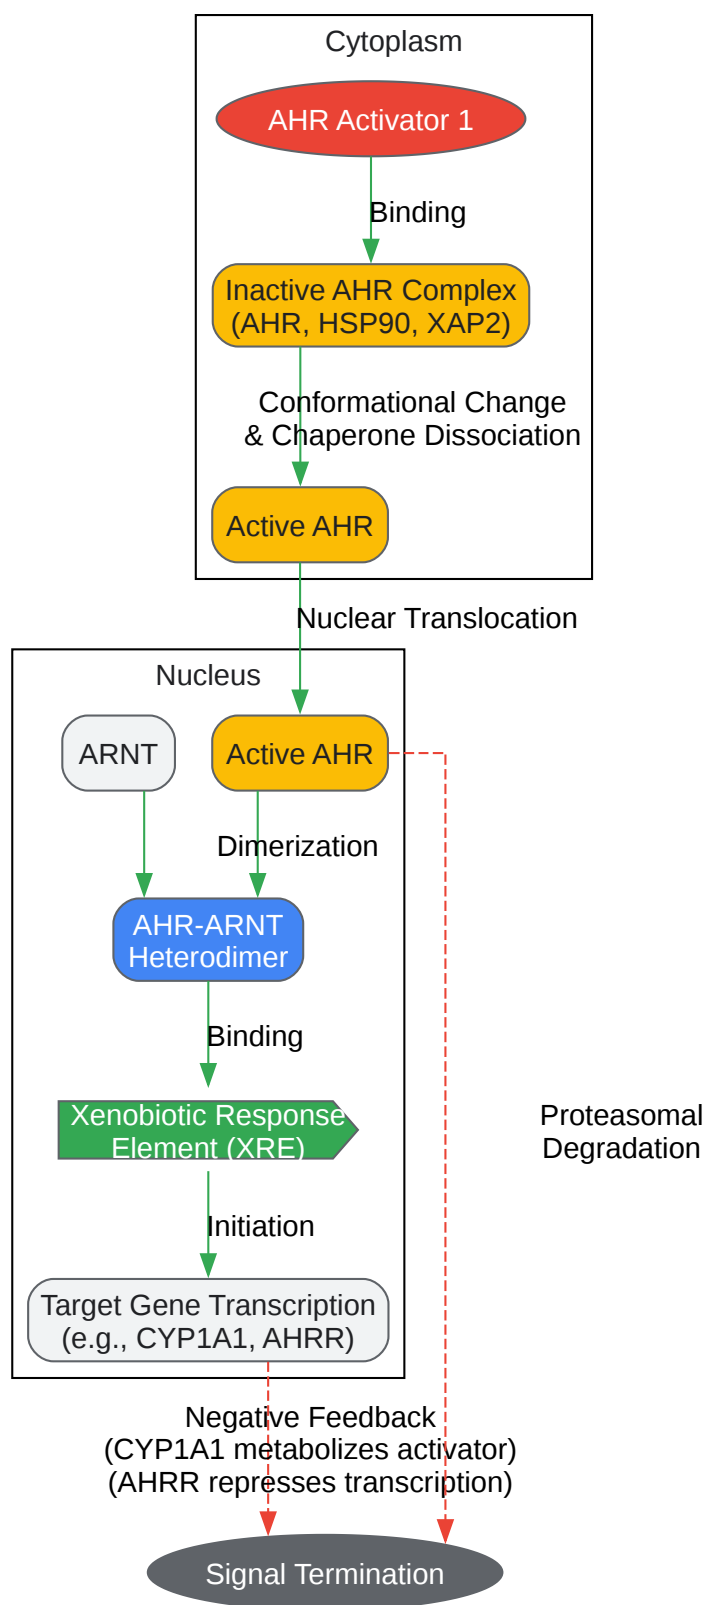 Cytoplasm
AHR Activator 1
Binding
Inactive AHR Complex
(AHR, HSP90, XAP2)
Conformational Change
& Chaperone Dissociation
Active AHR
Nuclear Translocation
Nucleus
ARNT
Active AHR
Dimerization
AHR-ARNT
Heterodimer
Binding
Xenobiotic Response
Element (XRE)
Proteasomal
Degradation
Initiation
Target Gene Transcription
(e.g., CYP1A1, AHRR)
Negative Feedback
(CYP1A1 metabolizes activator)
(AHRR represses transcription)
Signal Termination